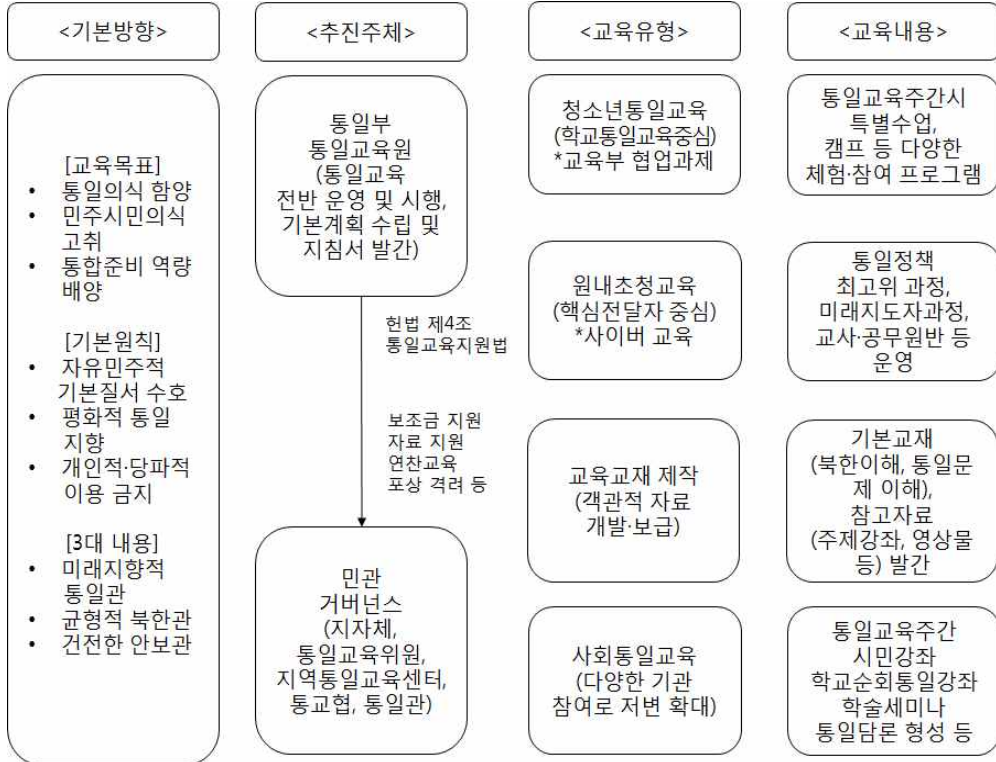 <기본방향>
[교육목표]
• 통일의식 함양
• 민주시민의식
고취
• 통합준비 역량
배양
[기본원칙]
• 자유민주적
기본질서 수호
• 평화적 통일
지향
• 개인적·당파적
이용 금지
[3대 내용]
• 미래지향적
통일관
• 균형적 북한관
• 건전한 안보관
<추진주체>
통일부
통일교육원
(통일교육
전반 운영 및 시행,
기본계획 수립 및
지침서 발간)
헌법 제4조
통일교육지원법
보조금 지원
자료 지원
연찬교육
포상 격려 등
민관
거버넌스
(지자체,
통일교육위원,
지역통일교육센터,
통교협, 통일관)
<교육유형>
청소년통일교육
(학교통일교육중심)
*교육부 협업과제
원내초청교육
(핵심전달자 중심)
*사이버 교육
교육교재 제작
(객관적 자료
개발·보급)
사회통일교육
(다양한 기관
참여로 저변 확대)
<교육내용>
통일교육주간시
특별수업,
캠프 등 다양한
체험·참여 프로그램
통일정책
최고위 과정,
미래지도자과정,
교사·공무원반 등
운영
기본교재
(북한이해, 통일문
제 이해),
참고자료
(주제강좌, 영상물
등) 발간
통일교육주간
시민강좌
학교순회통일강좌
학술세미나
통일담론 형성 등